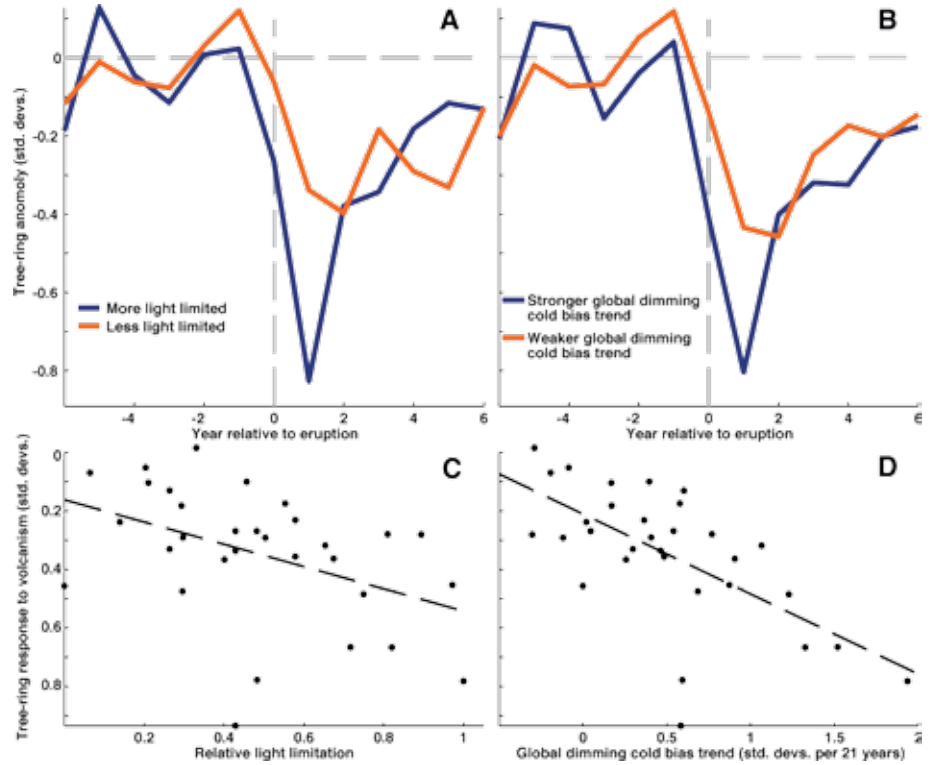 A
B
0
-0.2
-0.4
-0.6
-0.8
Tree-ring anomoly (std. devs.)
More light limited
Less light limited
Stronger global dimming
cold bias trend
Weaker global dimming
cold bias trend
-4 -2 0 2 4 6
-4 -2 0 2 4 6
Year relative to eruption
Year relative to eruption
C
D
0
0.2
0.4
0.6
0.8
Tree-ring response to volcanism (std. devs.)
0.2 0.4 0.6 0.8 1
0 0.5 1 1.5 2
Relative light limitation
Global dimming cold bias trend (std. devs. per 21 years)